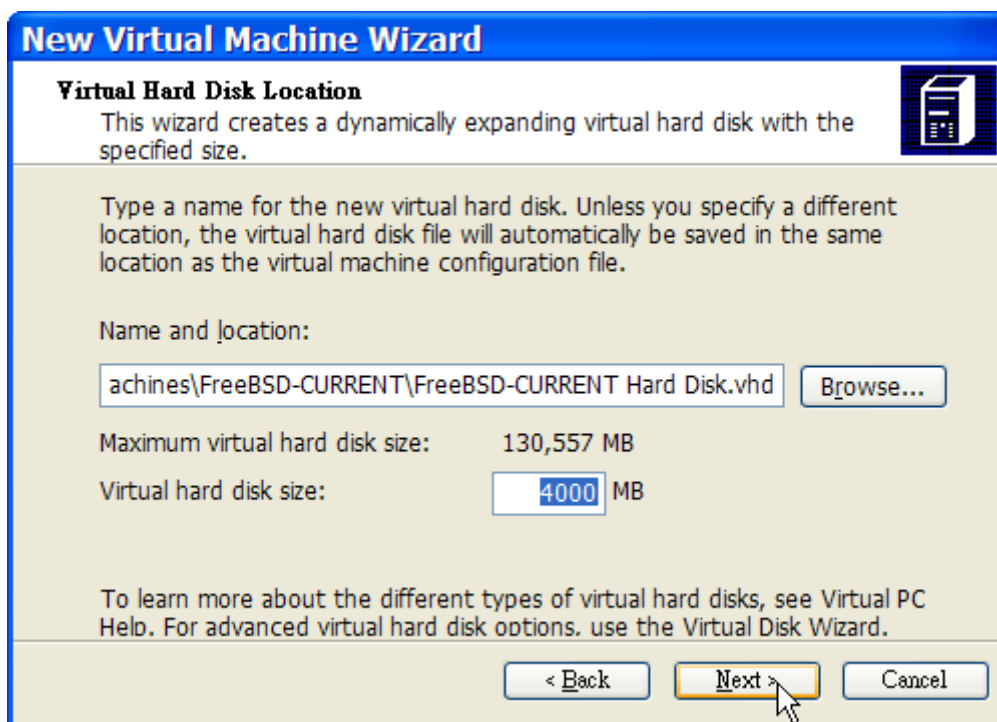 New Virtual Machine Wizard
Virtual Hard Disk Location
This wizard creates a dynamically expanding virtual hard disk with the
specified size.
Type a name for the new virtual hard disk. Unless you specify a different
location, the virtual hard disk file will automatically be saved in the same
location as the virtual machine configuration file.
Name and location:
achines\FreeBSD-CURRENT\FreeBSD-CURRENT Hard Disk.vhd Browse...
Maximum virtual hard disk size: 130,557 MB
Virtual hard disk size: 4000 MB
To learn more about the different types of virtual hard disks, see Virtual PC
Help. For advanced virtual hard disk options, use the Virtual Disk Wizard.
< Back Next > Cancel